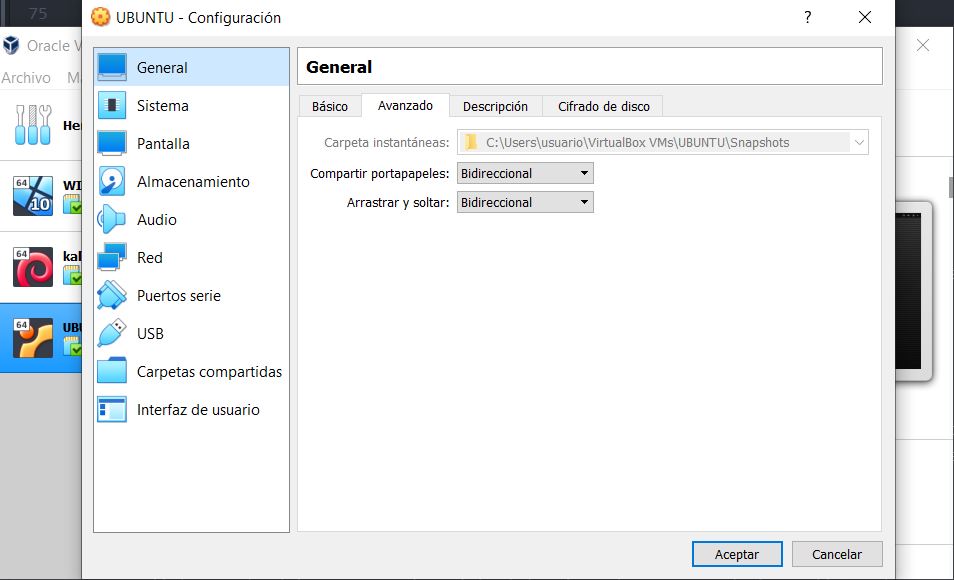 75
UBUNTU - Configuración
?
Oracle V
Archivo
General
Sistema
Pantalla
Almacenamiento
Audio
Red
Puertos serie
USB
Carpetas compartidas
Interfaz de usuario
General
Básico Avanzado Descripción Cifrado de disco
Carpeta instantáneas: C:\Users\usuario\VirtualBox VMs\UBUNTU\Snapshots
Compartir portapapeles: Bidireccional
Arrastrar y soltar: Bidireccional
Her
64 10 WI
64 kal
64 UBU
Aceptar Cancelar